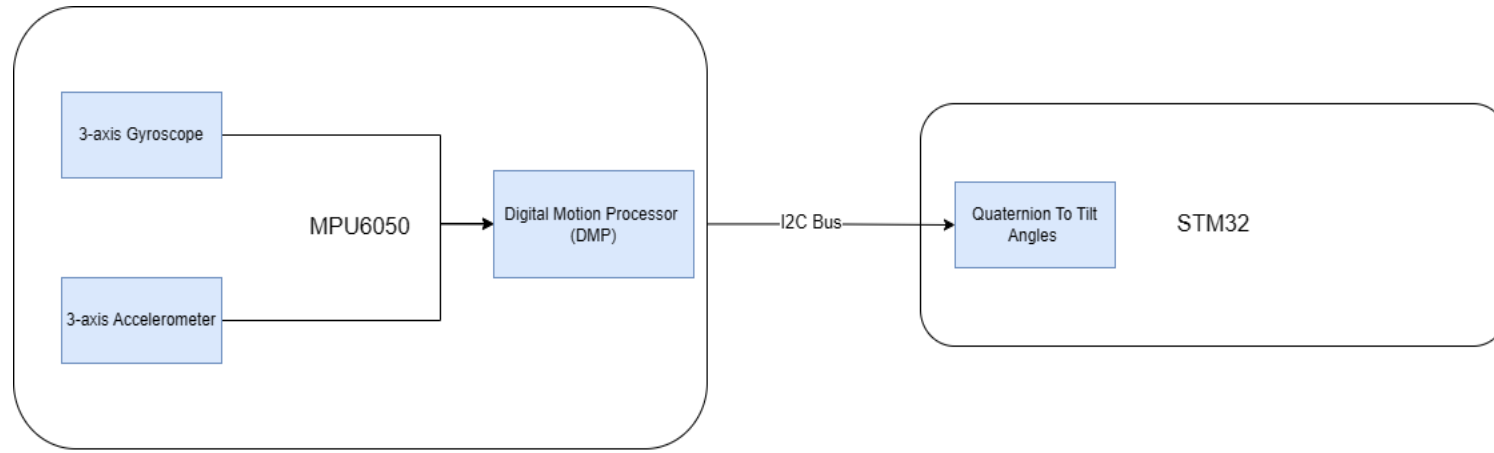 3-axis Gyroscope
MPU6050
3-axis Accelerometer
Digital Motion Processor
(DMP)
I2C Bus
Quaternion To Tilt
Angles
STM32